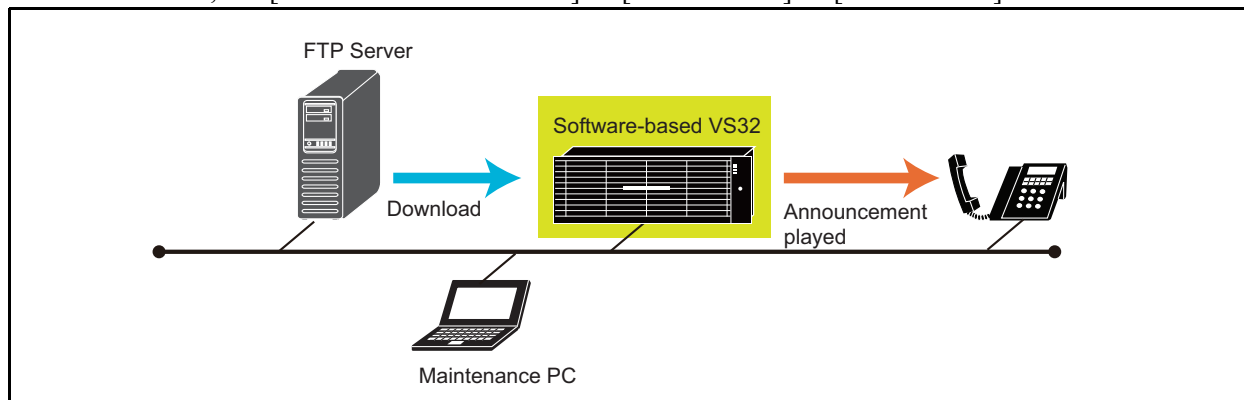 FTP Server
Software-based VS32
Download
Announcement
played
Maintenance PC